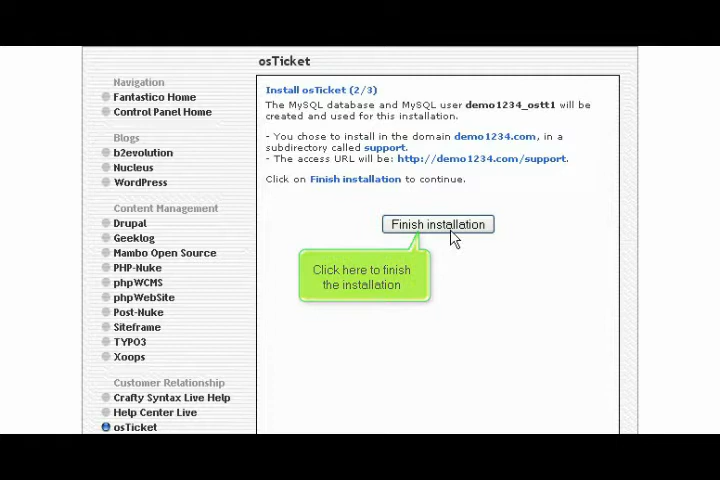 osTicket
Navigation
Fantastico Home
Control Panel Home
Blogs
b2evolution
Nucleus
WordPress
Content Management
Drupal
Geeklog
Mambo Open Source
PHP-Nuke
phpWCMS
phpWebSite
Post-Nuke
Siteframe
TYPO3
Xoops
Customer Relationship
Crafty Syntax Live Help
Help Center Live
osTicket
Install osTicket (2/3)
The MySQL database and MySQL user demo1234_ostt1 will be
created and used for this installation.
- You chose to install in the domain demo1234.com, in a
subdirectory called support.
- The access URL will be: http://demo1234.com/support.
Click on Finish installation to continue.
Finish installation
Click here to finish
the installation